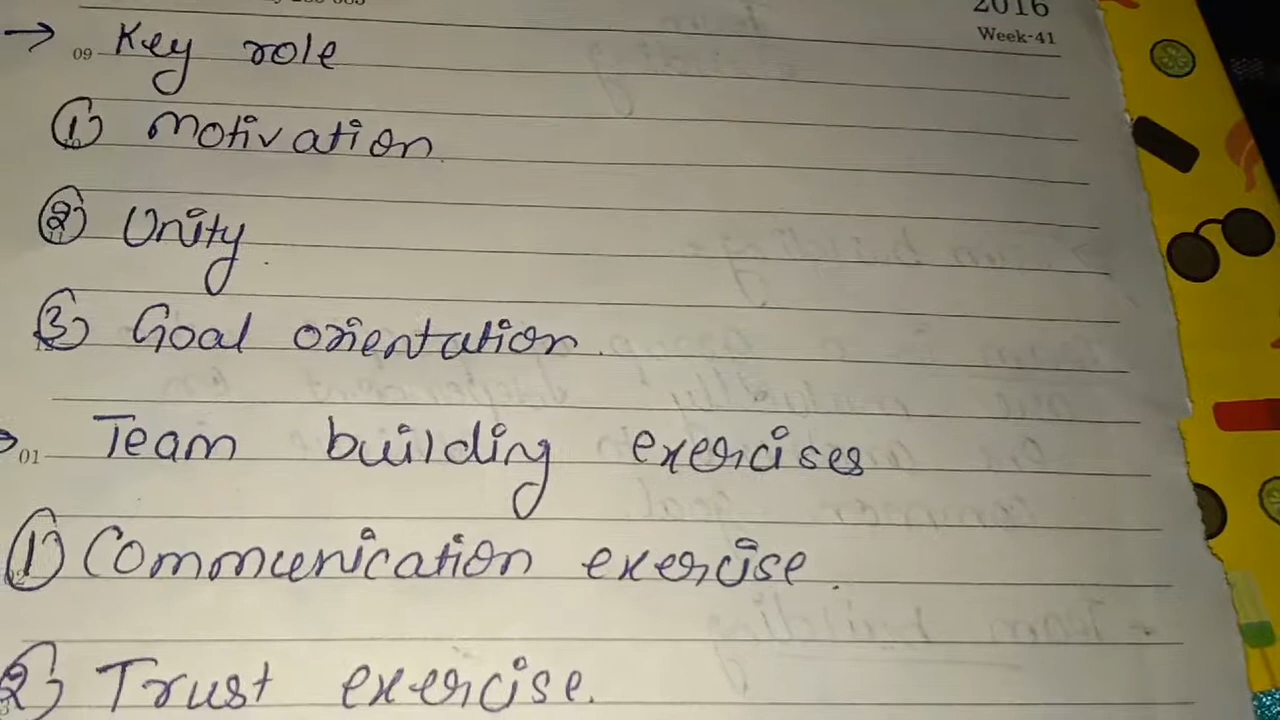 2016
Week-41
→ 09 Key role
① Motivation
② Unity
③ Goal orientation.
01 Team building exercises
① Communication exercise.
② Trust exercise.